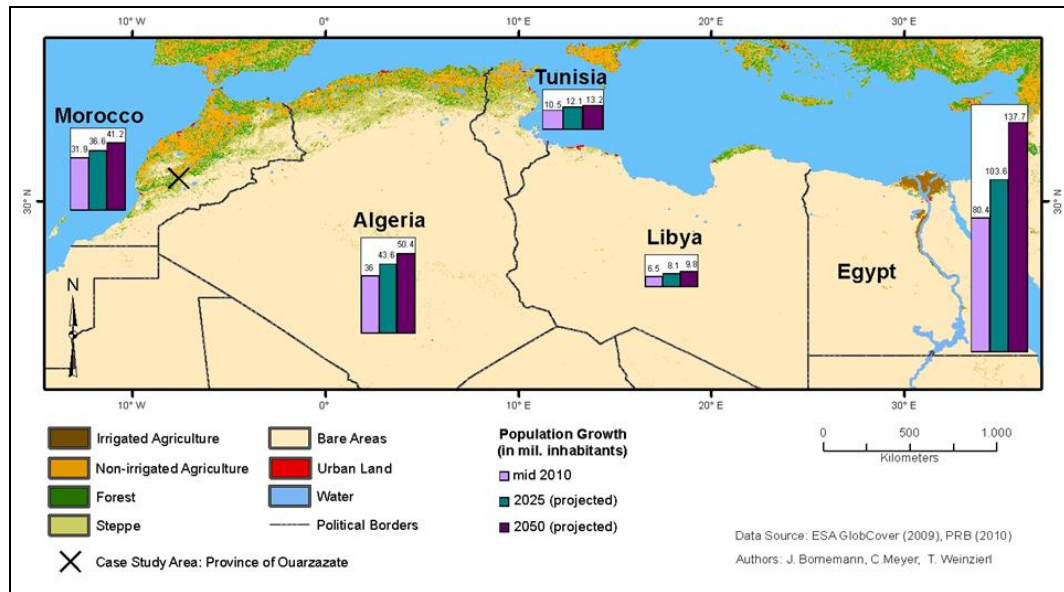 10° W 0° 10° E 20° E 30° E
Tunisia
10.5 12.1 13.2
Morocco
31.9 36.6 41.2
137.7
103.6
80.4
30° N 30° N
Algeria
36 43.6 50.4
Libya
6.5 8.1 9.8
Egypt
N
10° W 0° 10° E 20° E 30° E
Irrigated Agriculture
Non-irrigated Agriculture
Forest
Steppe
Case Study Area: Province of Ouarzazate
Bare Areas
Urban Land
Water
Political Borders
Population Growth
(in mil. inhabitants)
mid 2010
2025 (projected)
2050 (projected)
0 500 1.000
Kilometers
Data Source: ESA GlobCover (2009), PRB (2010)
Authors: J. Bornemann, C.Meyer, T. Weinzierl